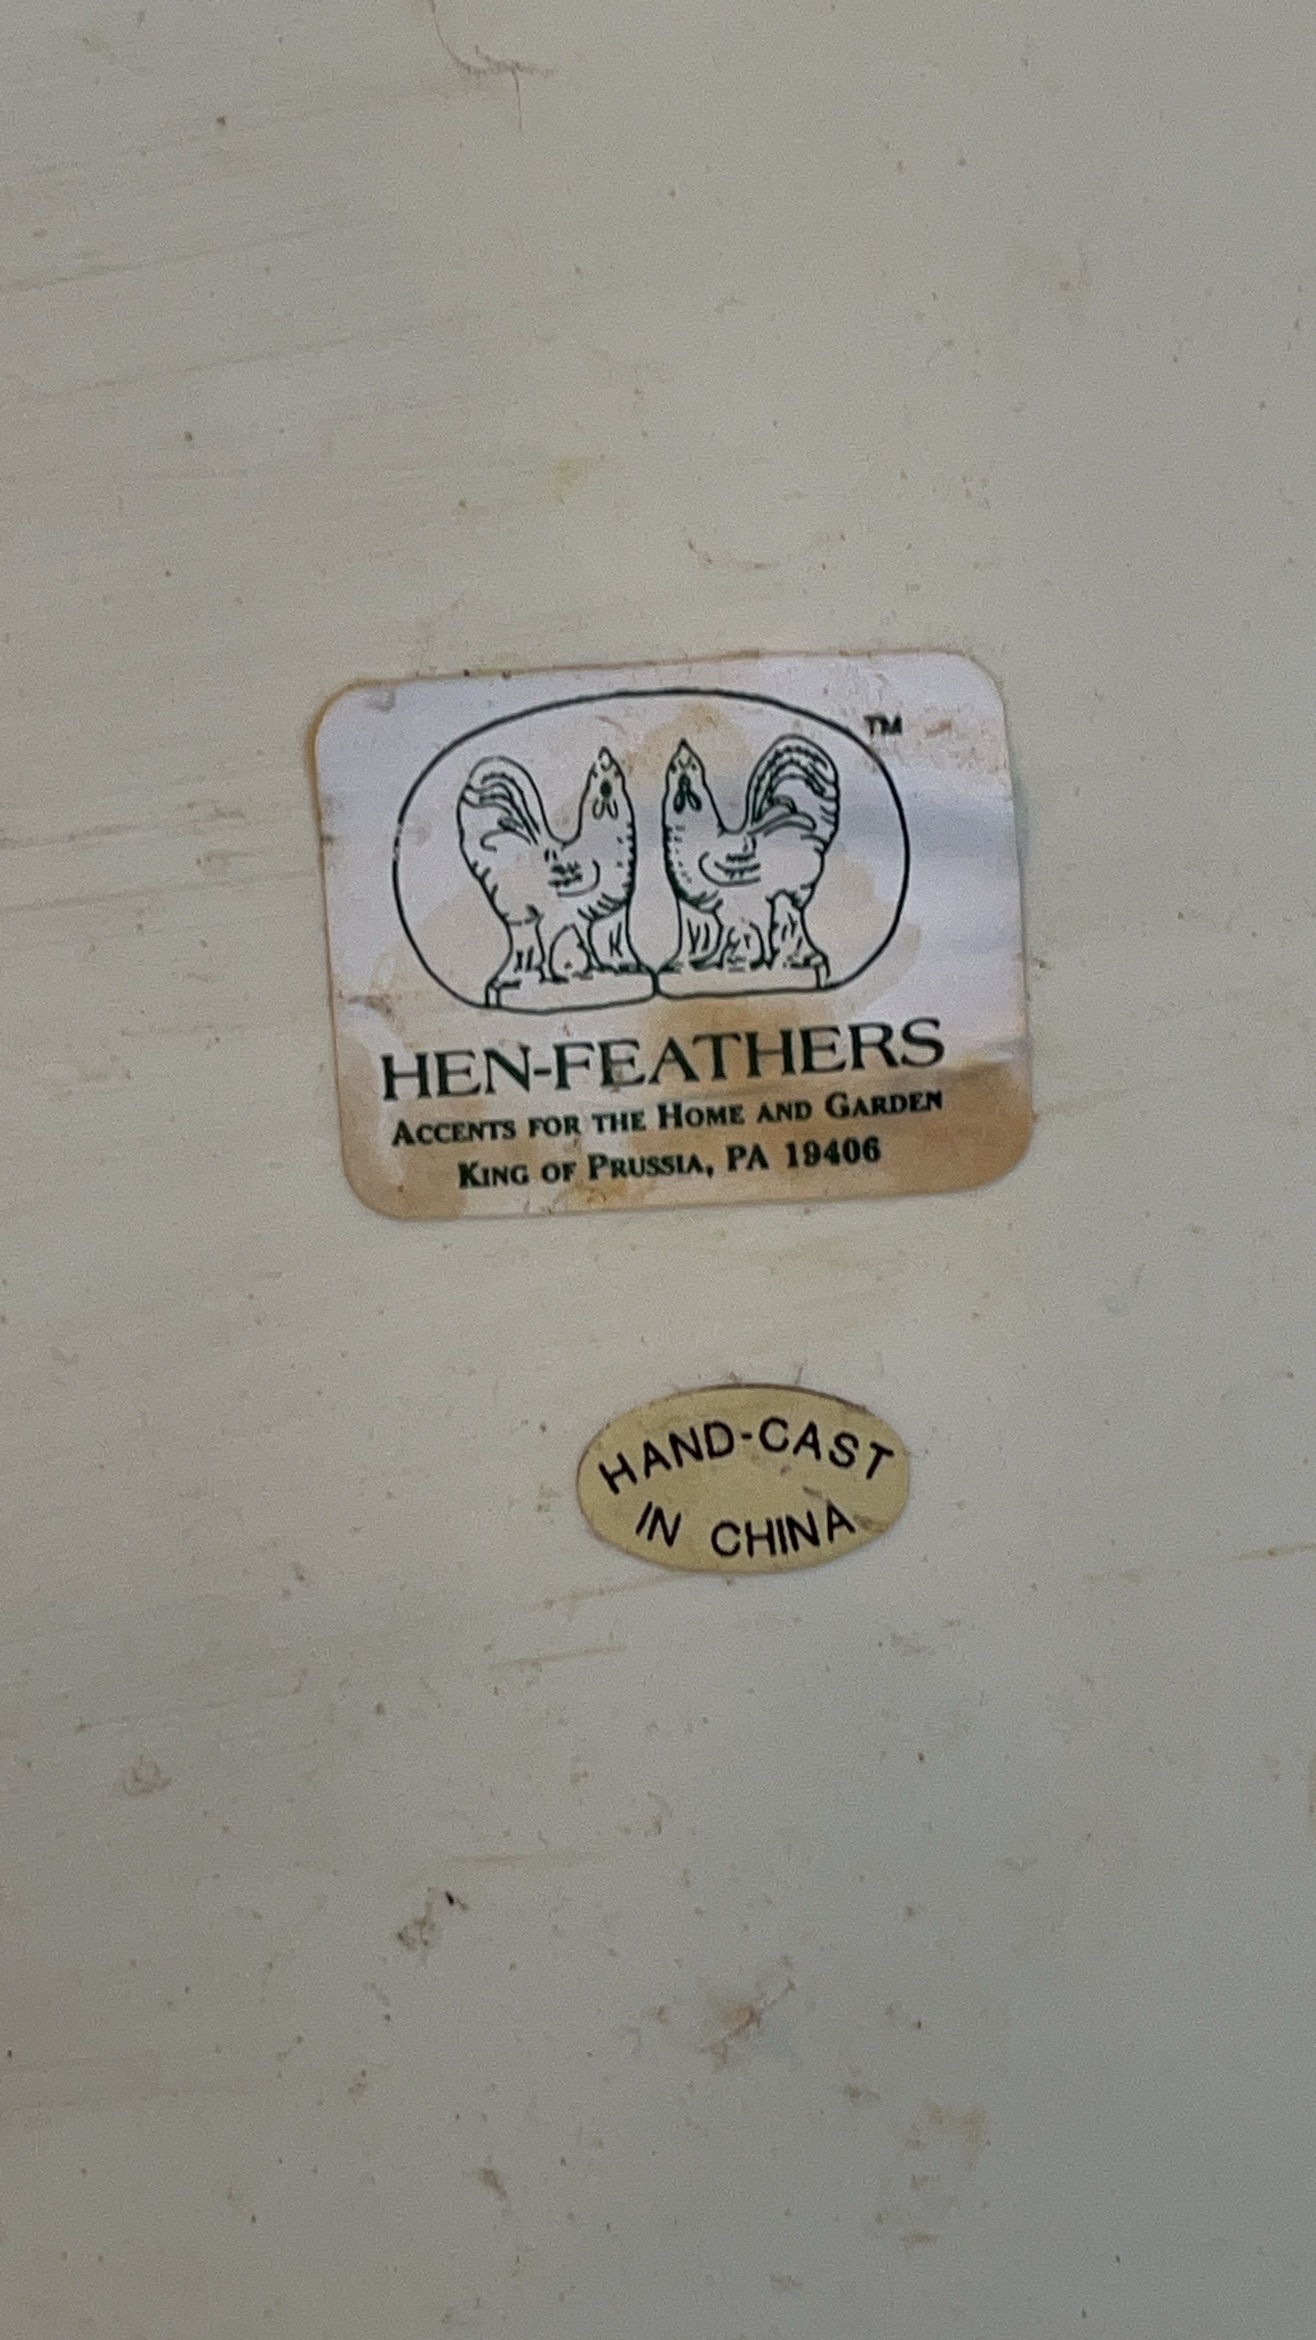 TM
HEN-FEATHERS
ACCENTS FOR THE HOME AND GARDEN
KING OF PRUSSIA, PA 19406
HAND-CAST
IN CHINA